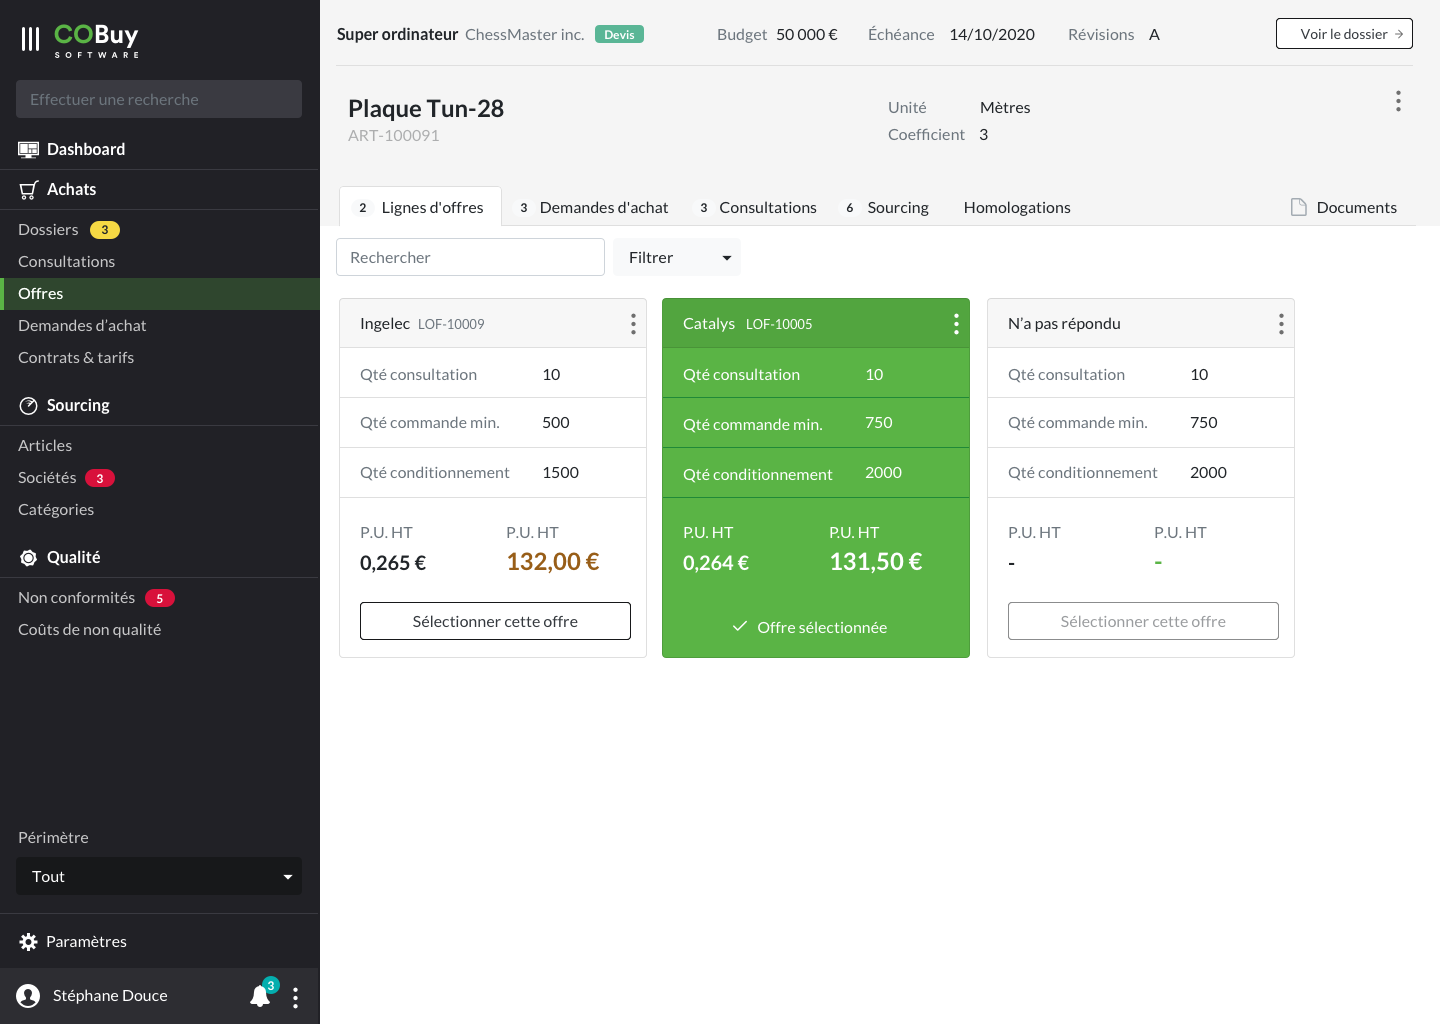 COBuy
SOFTWARE
Effectuer une recherche
Dashboard
Achats
Dossiers 3
Consultations
Offres
Demandes d’achat
Contrats & tarifs
Sourcing
Articles
Sociétés 3
Catégories
Qualité
Non conformités 5
Coûts de non qualité
Périmètre
Tout
Paramètres
Stéphane Douce 3
Super ordinateur ChessMaster inc. Devis Budget 50 000 € Échéance 14/10/2020 Révisions A Voir le dossier →
Plaque Tun-28
ART-100091
Unité Mètres
Coefficient 3
2 Lignes d'offres 3 Demandes d'achat 3 Consultations 6 Sourcing Homologations Documents
Rechercher Filtrer
Ingelec LOF-10009
Qté consultation 10
Qté commande min. 500
Qté conditionnement 1500
P.U. HT P.U. HT
0,265 € 132,00 €
Sélectionner cette offre
Catalys LOF-10005
Qté consultation 10
Qté commande min. 750
Qté conditionnement 2000
P.U. HT P.U. HT
0,264 € 131,50 €
Offre sélectionnée
N’a pas répondu
Qté consultation 10
Qté commande min. 750
Qté conditionnement 2000
P.U. HT P.U. HT
- -
Sélectionner cette offre